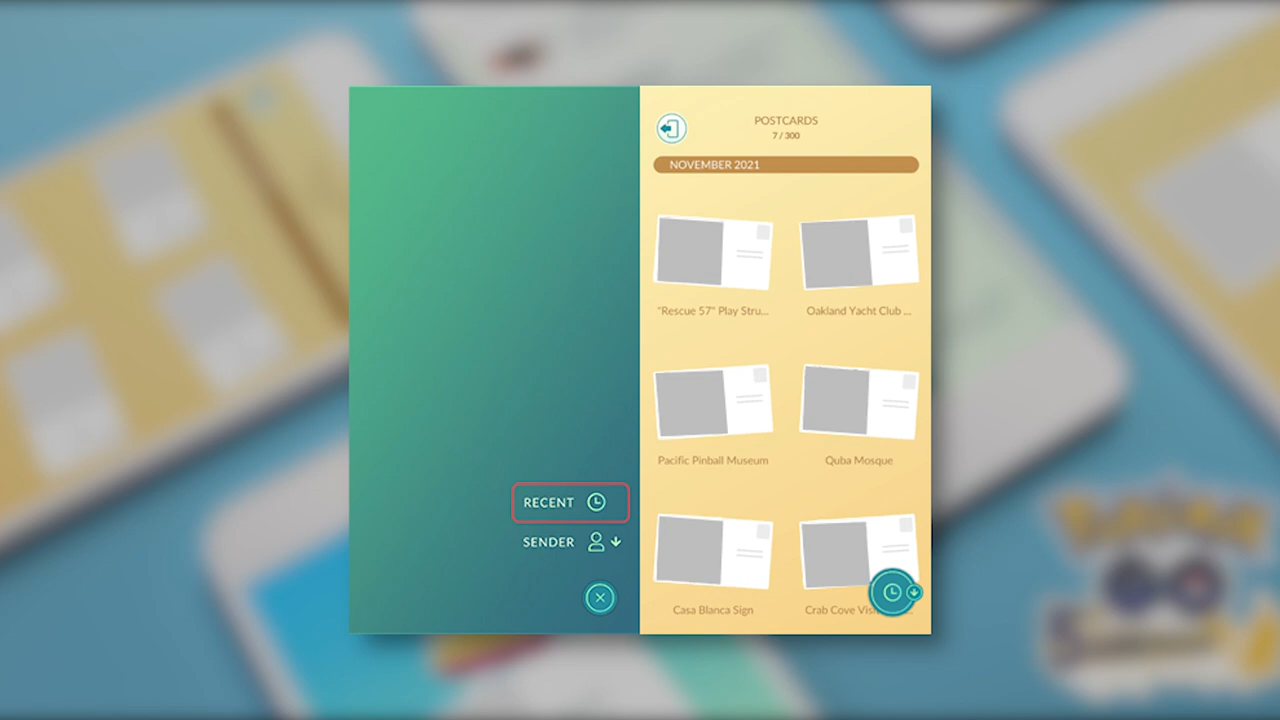 RECENT
SENDER
POSTCARDS
7 / 300
NOVEMBER 2021
"Rescue 57" Play Stru...
Oakland Yacht Club ...
Pacific Pinball Museum
Quba Mosque
Casa Blanca Sign
Crab Cove Visi